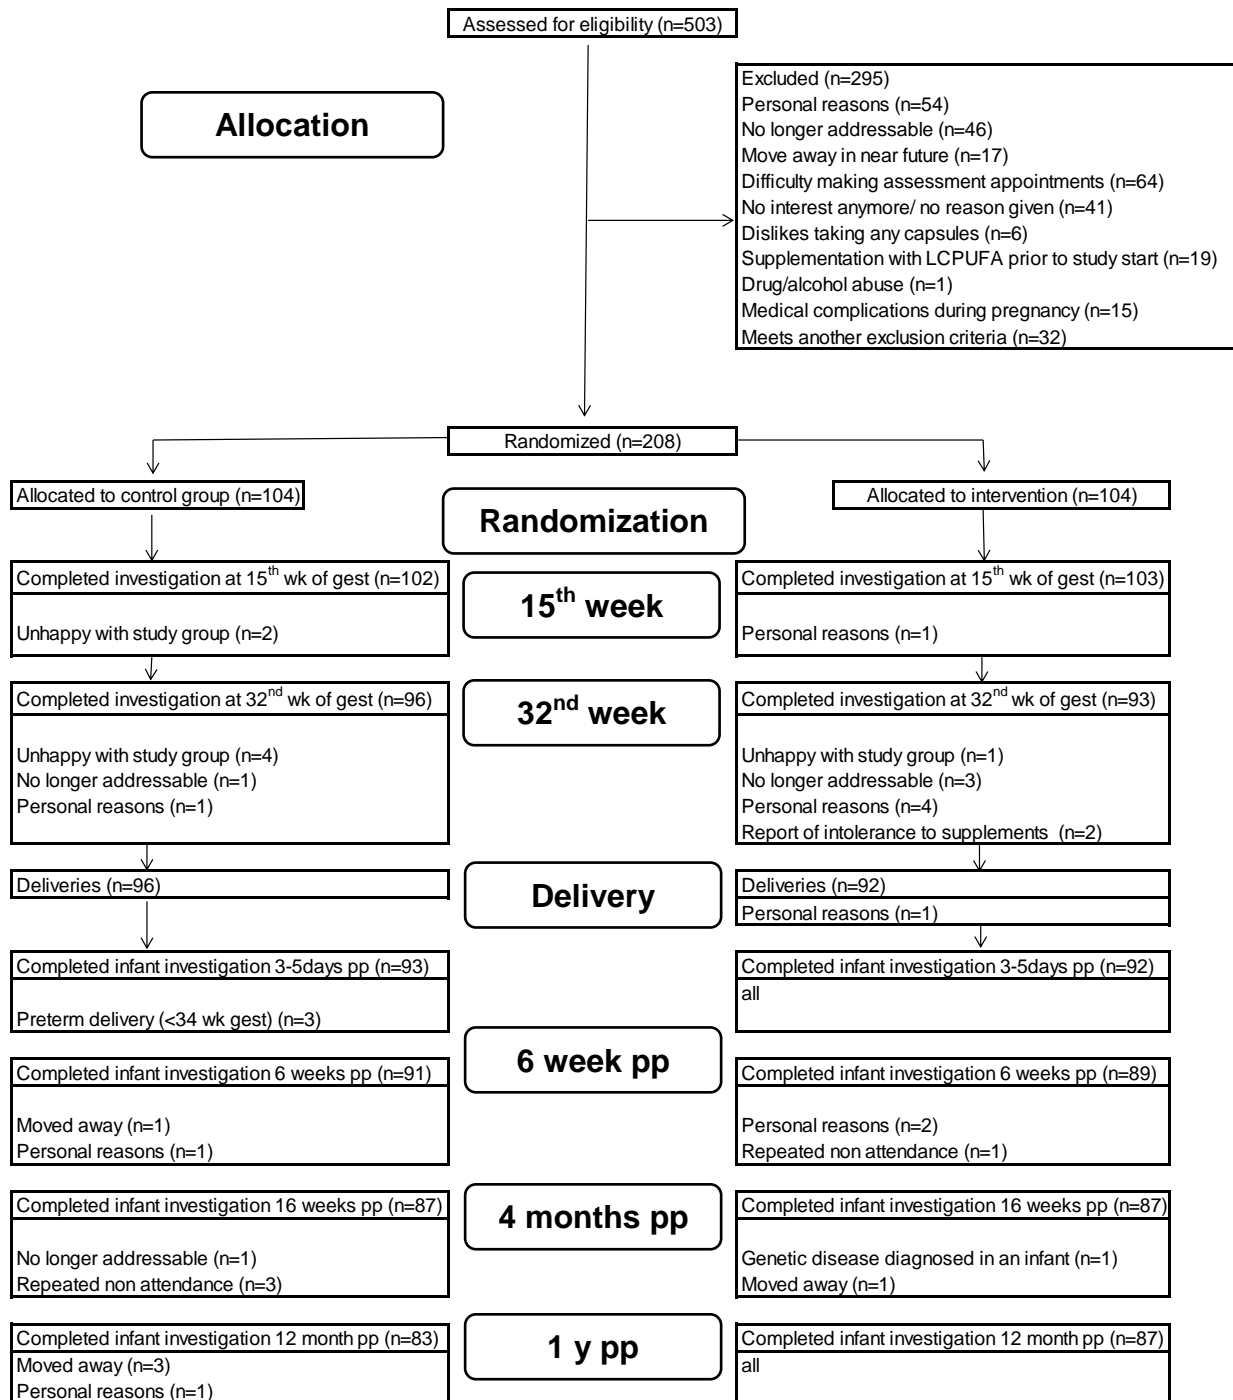 Assessed for eligibility (n=503)
Excluded (n=295)
Personal reasons (n=54)
No longer addressable (n=46)
Move away in near future (n=17)
Difficulty making assessment appointments (n=64)
No interest anymore/ no reason given (n=41)
Dislikes taking any capsules (n=6)
Supplementation with LCPUFA prior to study start (n=19)
Drug/alcohol abuse (n=1)
Medical complications during pregnancy (n=15)
Meets another exclusion criteria (n=32)
Allocation
Randomized (n=208)
Allocated to control group (n=104)
Allocated to intervention (n=104)
Randomization
Completed investigation at 15th wk of gest (n=102)
Unhappy with study group (n=2)
15th week
Completed investigation at 15th wk of gest (n=103)
Personal reasons (n=1)
Completed investigation at 32nd wk of gest (n=96)
Unhappy with study group (n=4)
No longer addressable (n=1)
Personal reasons (n=1)
32nd week
Completed investigation at 32nd wk of gest (n=93)
Unhappy with study group (n=1)
No longer addressable (n=3)
Personal reasons (n=4)
Report of intolerance to supplements (n=2)
Deliveries (n=96)
Delivery
Deliveries (n=92)
Personal reasons (n=1)
Completed infant investigation 3-5days pp (n=93)
Preterm delivery (<34 wk gest) (n=3)
Completed infant investigation 3-5days pp (n=92)
all
6 week pp
Completed infant investigation 6 weeks pp (n=91)
Moved away (n=1)
Personal reasons (n=1)
Completed infant investigation 6 weeks pp (n=89)
Personal reasons (n=2)
Repeated non attendance (n=1)
Completed infant investigation 16 weeks pp (n=87)
No longer addressable (n=1)
Repeated non attendance (n=3)
4 months pp
Completed infant investigation 16 weeks pp (n=87)
Genetic disease diagnosed in an infant (n=1)
Moved away (n=1)
Completed infant investigation 12 month pp (n=83)
Moved away (n=3)
Personal reasons (n=1)
1 y pp
Completed infant investigation 12 month pp (n=87)
all